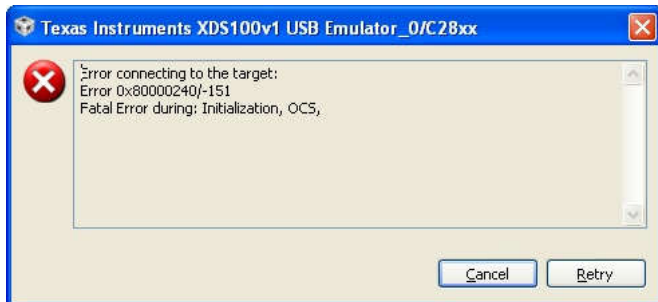 Texas Instruments XDS100v1 USB Emulator_0/C28xx
Error connecting to the target:
Error 0x80000240/-151
Fatal Error during: Initialization, OCS,
Cancel Retry